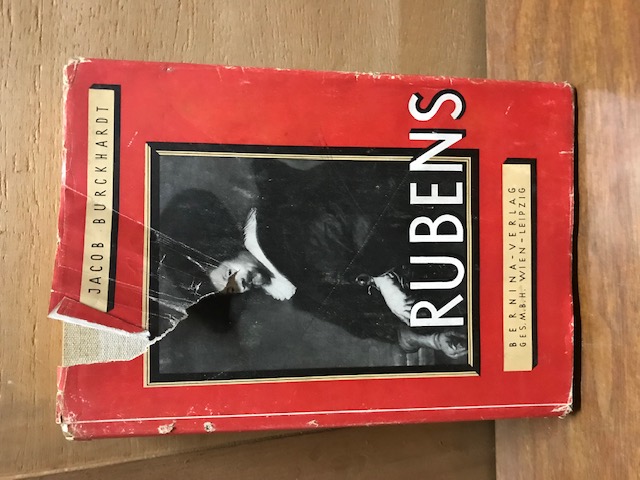 JACOB BURCKHARDT
RUBENS
BERNINA-VERLAG
GES.M.B.H. WIEN-LEIPZIG